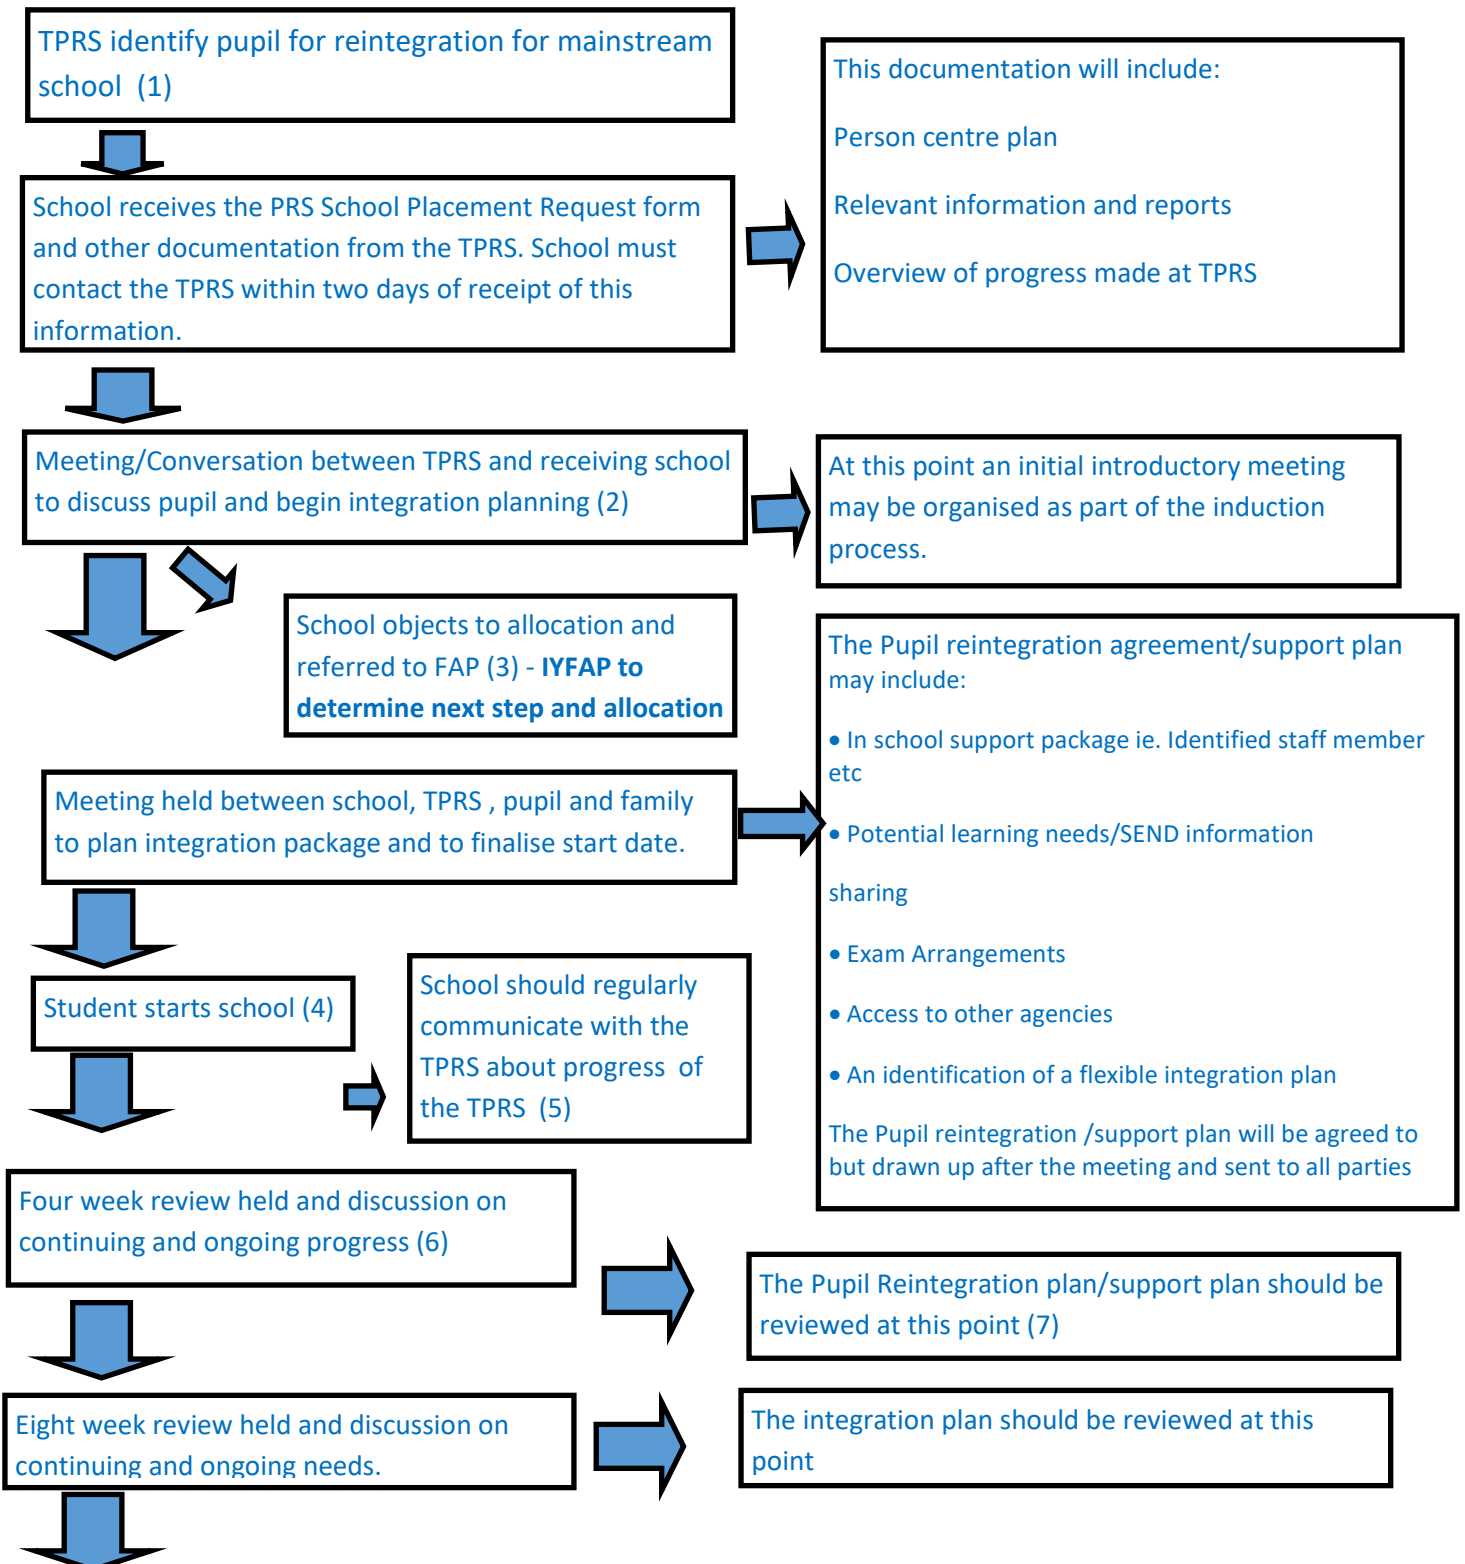 TPRS identify pupil for reintegration for mainstream
school  (1)
This documentation will include:
Person centre plan
Relevant information and reports
Overview of progress made at TPRS
School receives the PRS School Placement Request form
and other documentation from the TPRS. School must
contact the TPRS within two days of receipt of this
information.
Meeting/Conversation between TPRS and receiving school
to discuss pupil and begin integration planning (2)
At this point an initial introductory meeting
may be organised as part of the induction
process.
School objects to allocation and
referred to FAP (3) - IYFAP to
determine next step and allocation
The Pupil reintegration agreement/support plan
may include:
• In school support package ie. Identified staff member
etc
• Potential learning needs/SEND information
sharing
• Exam Arrangements
• Access to other agencies
• An identification of a flexible integration plan
The Pupil reintegration /support plan will be agreed to
but drawn up after the meeting and sent to all parties
Meeting held between school, TPRS , pupil and family
to plan integration package and to finalise start date.
Student starts school (4)
School should regularly
communicate with the
TPRS about progress  of
the TPRS  (5)
Four week review held and discussion on
continuing and ongoing progress (6)
The Pupil Reintegration plan/support plan should be
reviewed at this point (7)
Eight week review held and discussion on
continuing and ongoing needs.
The integration plan should be reviewed at this
point